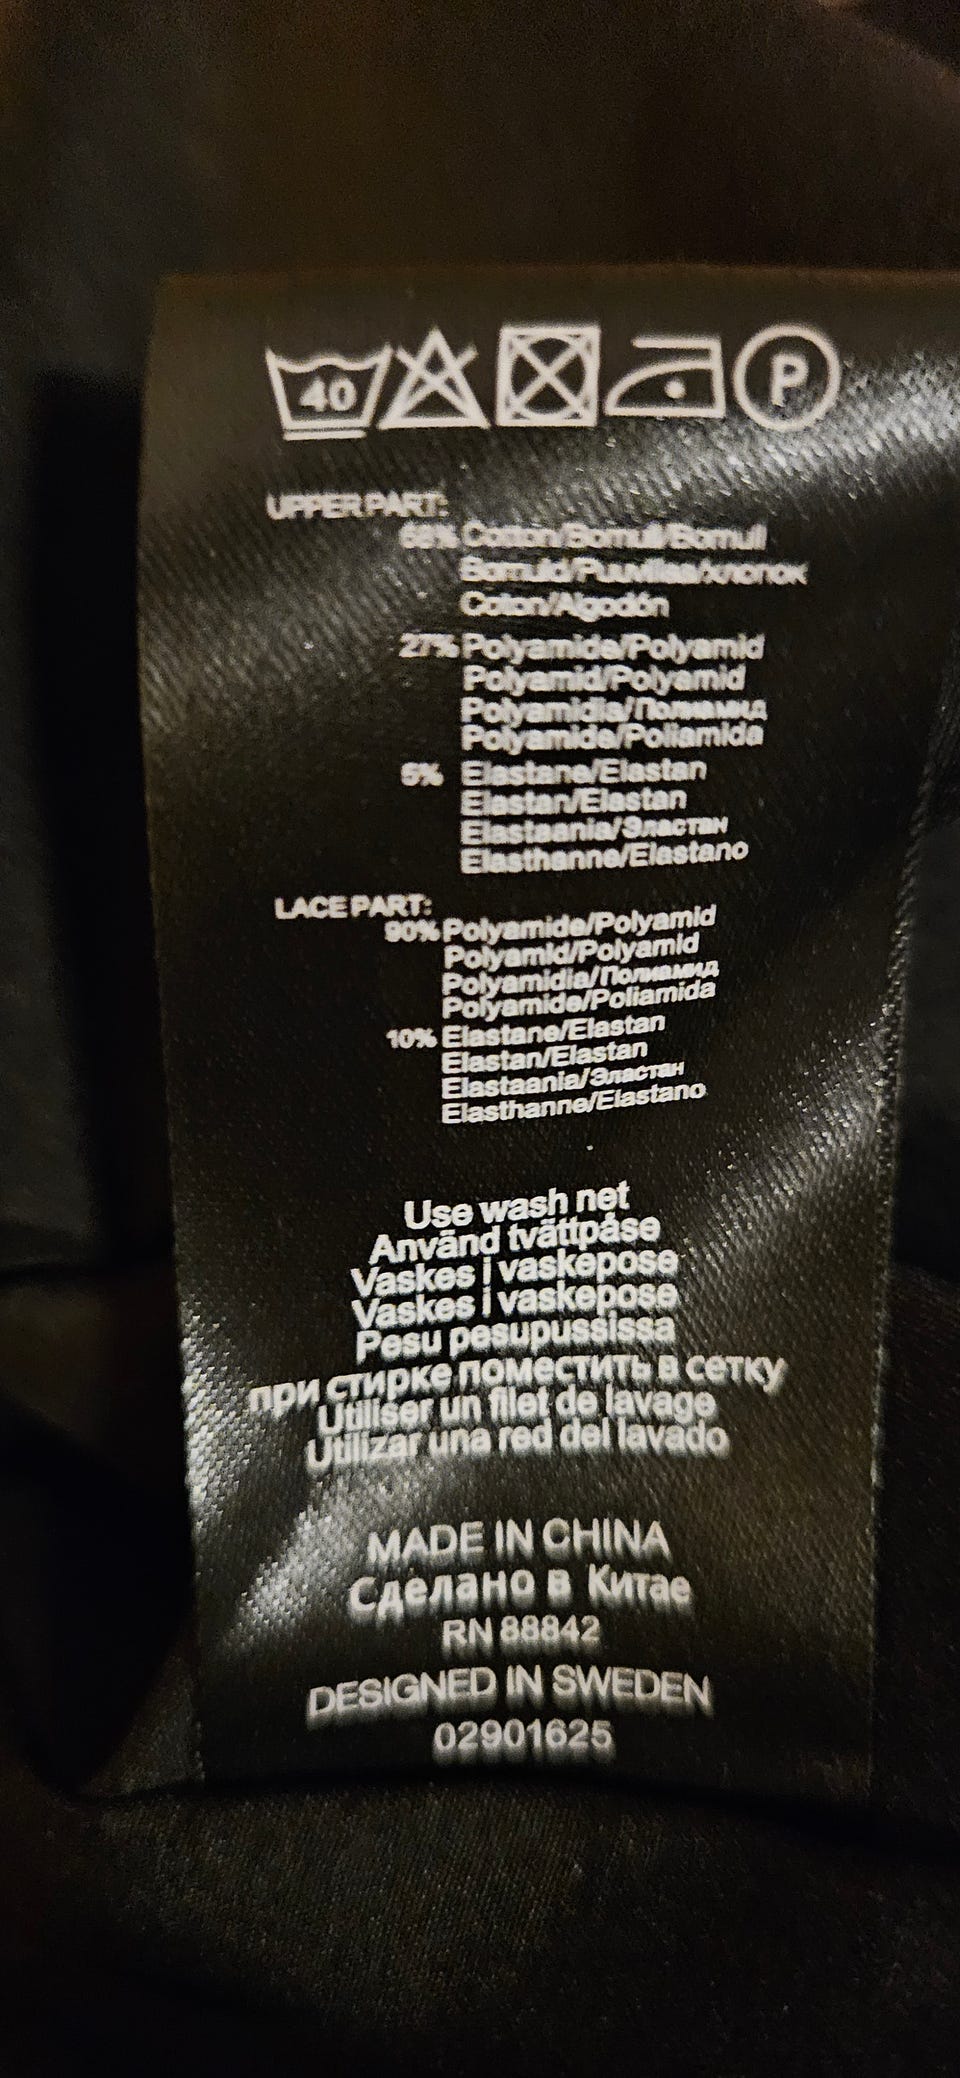 40 P
UPPER PART:
68% Cotton/Bomull/Bomull
Bomuld/Puuvillaa/хлопок
Coton/Algodón
27% Polyamide/Polyamid
Polyamid/Polyamid
Polyamidia/Полиамид
Polyamide/Poliamida
5% Elastane/Elastan
Elastan/Elastan
Elastaania/Эластан
Elasthanne/Elastano
LACE PART:
90% Polyamide/Polyamid
Polyamid/Polyamid
Polyamidia/Полиамид
Polyamide/Poliamida
10% Elastane/Elastan
Elastan/Elastan
Elastaania/Эластан
Elasthanne/Elastano
Use wash net
Använd tvättpåse
Vaskes i vaskepose
Vaskes i vaskepose
Pesu pesupussissa
при стирке поместить в сетку
Utiliser un filet de lavage
Utilizar una red del lavado
MADE IN CHINA
Сделано в Китае
RN 88842
DESIGNED IN SWEDEN
02901625